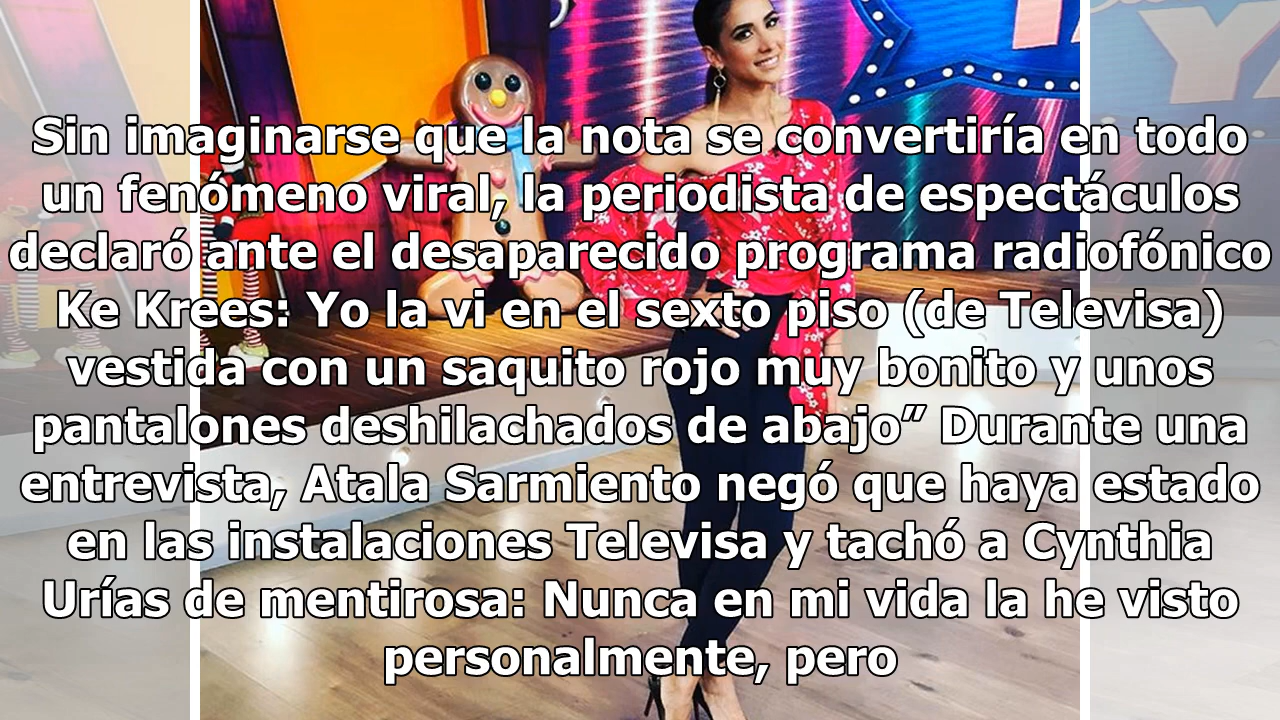 YA
Sin imaginarse que la nota se convertiría en todo
un fenómeno viral, la periodista de espectáculos
declaró ante el desaparecido programa radiofónico
Ke Krees: Yo la vi en el sexto piso (de Televisa)
vestida con un saquito rojo muy bonito y unos
pantalones deshilachados de abajo” Durante una
entrevista, Atala Sarmiento negó que haya estado
en las instalaciones Televisa y tachó a Cynthia
Urías de mentirosa: Nunca en mi vida la he visto
personalmente, pero